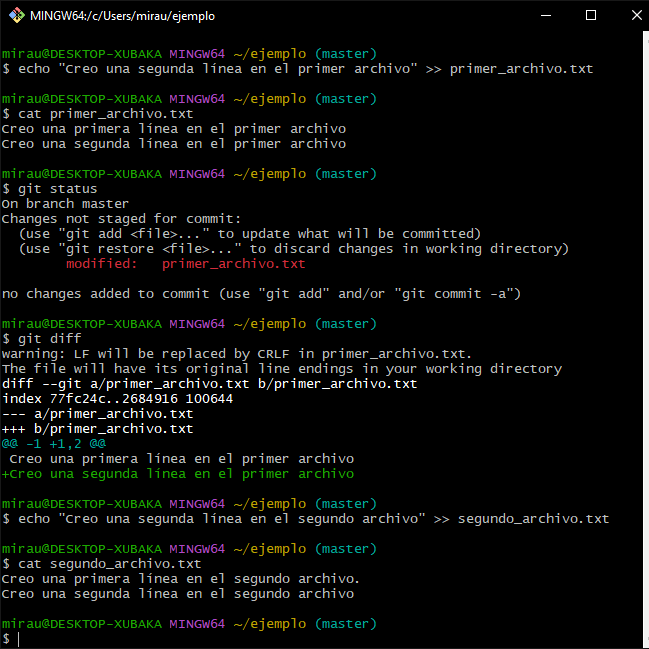 MINGW64:/c/Users/mirau/ejemplo
mirau@DESKTOP-XUBAKA MINGW64 ~/ejemplo (master)
$ echo "Creo una segunda línea en el primer archivo" >> primer_archivo.txt
mirau@DESKTOP-XUBAKA MINGW64 ~/ejemplo (master)
$ cat primer_archivo.txt
Creo una primera línea en el primer archivo
Creo una segunda línea en el primer archivo
mirau@DESKTOP-XUBAKA MINGW64 ~/ejemplo (master)
$ git status
On branch master
Changes not staged for commit:
  (use "git add <file>..." to update what will be committed)
  (use "git restore <file>..." to discard changes in working directory)
        modified:   primer_archivo.txt
no changes added to commit (use "git add" and/or "git commit -a")
mirau@DESKTOP-XUBAKA MINGW64 ~/ejemplo (master)
$ git diff
warning: LF will be replaced by CRLF in primer_archivo.txt.
The file will have its original line endings in your working directory
diff --git a/primer_archivo.txt b/primer_archivo.txt
index 77fc24c..2684916 100644
--- a/primer_archivo.txt
+++ b/primer_archivo.txt
@@ -1 +1,2 @@
 Creo una primera línea en el primer archivo
+Creo una segunda línea en el primer archivo
mirau@DESKTOP-XUBAKA MINGW64 ~/ejemplo (master)
$ echo "Creo una segunda línea en el segundo archivo" >> segundo_archivo.txt
mirau@DESKTOP-XUBAKA MINGW64 ~/ejemplo (master)
$ cat segundo_archivo.txt
Creo una primera línea en el segundo archivo.
Creo una segunda línea en el segundo archivo
mirau@DESKTOP-XUBAKA MINGW64 ~/ejemplo (master)
$